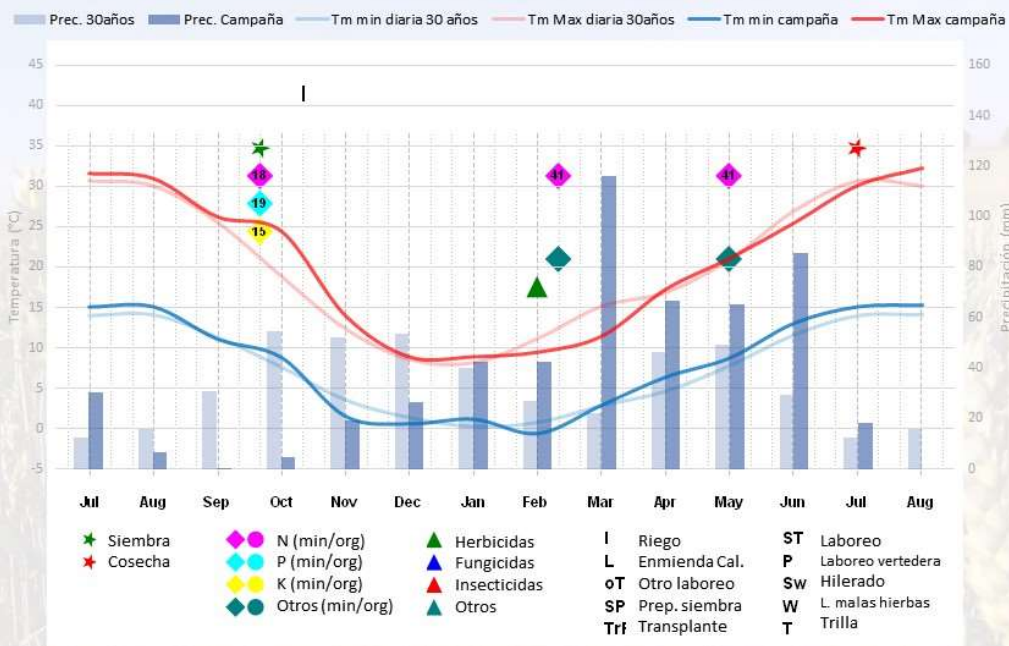 Prec. 30años Prec. Campaña Tm min diaria 30 años Tm Max diaria 30años Tm min campaña Tm Max campaña
45 160
40 I 140
35 120
30 18 41 41
25 19 100
15
20 80
15 60
10 40
5
0 20
-5 0
Temperatura (°C)
Precipitación (mm)
Jul Aug Sep Oct Nov Dec Jan Feb Mar Apr May Jun Jul Aug
Siembra N (min/org) Herbicidas I Riego ST Laboreo
Cosecha P (min/org) Fungicidas L Enmienda Cal. P Laboreo vertedera
K (min/org) Insecticidas oT Otro laboreo Sw Hilerado
Otros (min/org) Otros SP Prep. siembra W L. malas hierbas
TrF Transplante T Trilla